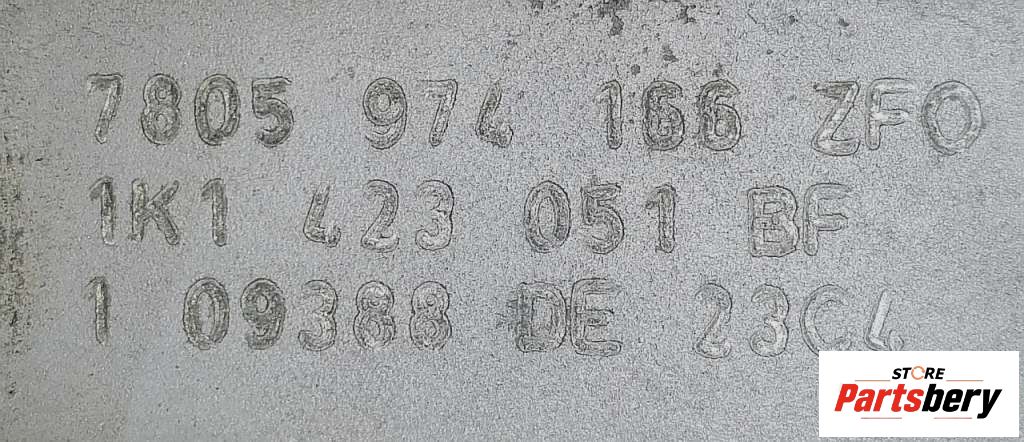 7805 974 166 ZFO
1K1 423 051 BF
1 09388 DE 23C4
STORE
Partsbery